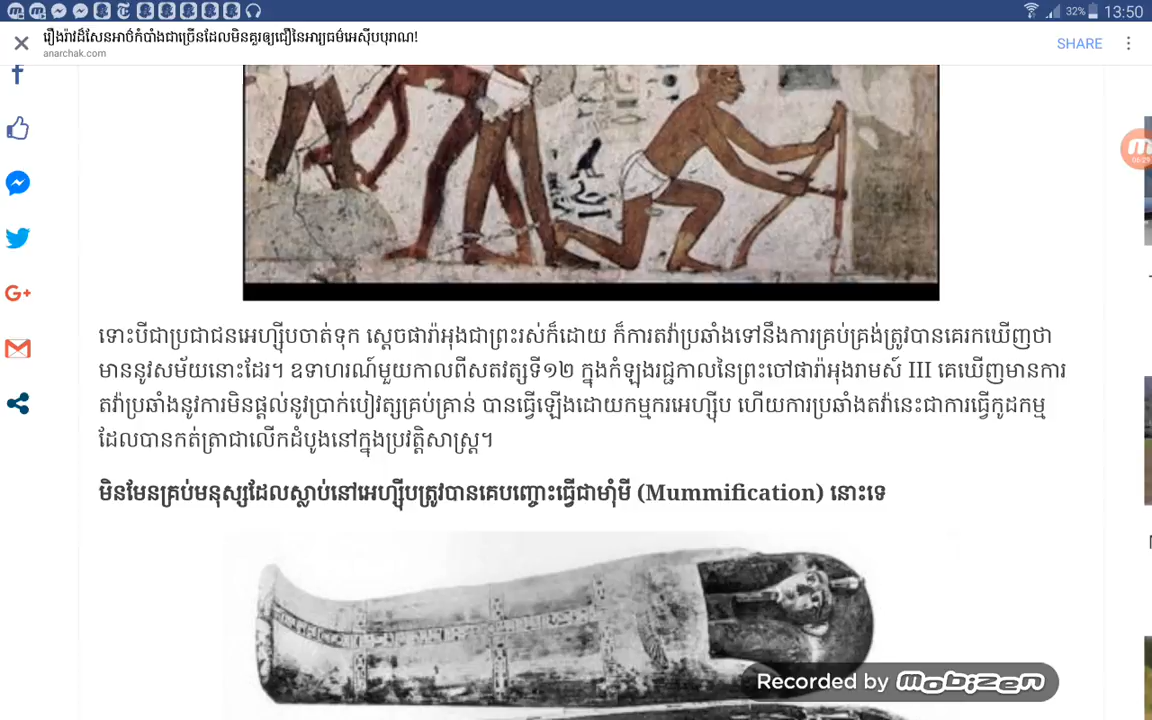 32% 13:50
រឿងរ៉ាវដ៏សែនអាថ៌កំបាំងជាច្រើនដែលមិនគួរឲ្យជឿនៃអារ្យធម៌អេស៊ីបបុរាណ!
anarchak.com
SHARE
ទោះបីជាប្រជាជនអេហ្ស៊ីបចាត់ទុក ស្ដេចផារ៉ាអុងជាព្រះរស់ក៏ដោយ ក៏ការតវ៉ាប្រឆាំងទៅនឹងការគ្រប់គ្រង់ត្រូវបានគេរកឃើញថា
មាននូវសម័យនោះដែរ។ ឧទាហរណ៍មួយកាលពីសតវត្សទី១២ ក្នុងកំឡុងរជ្ជកាលនៃព្រះចៅផារ៉ាអុងរាមស៍ III គេឃើញមានការ
តវ៉ាប្រឆាំងនូវការមិនផ្ដល់នូវប្រាក់បៀវត្សគ្រប់គ្រាន់ បានធ្វើឡើងដោយកម្មករអេហ្ស៊ីប ហើយការប្រឆាំងតវ៉ានេះជាការធ្វើកូដកម្ម
ដែលបានកត់ត្រាជាលើកដំបូងនៅក្នុងប្រវត្តិសាស្ត្រ។
មិនមែនគ្រប់មនុស្សដែលស្លាប់នៅអេហ្ស៊ីបត្រូវបានគេបញ្ចោះធ្វើជាម៉ាំមី (Mummification) នោះទេ
Recorded by mobizen